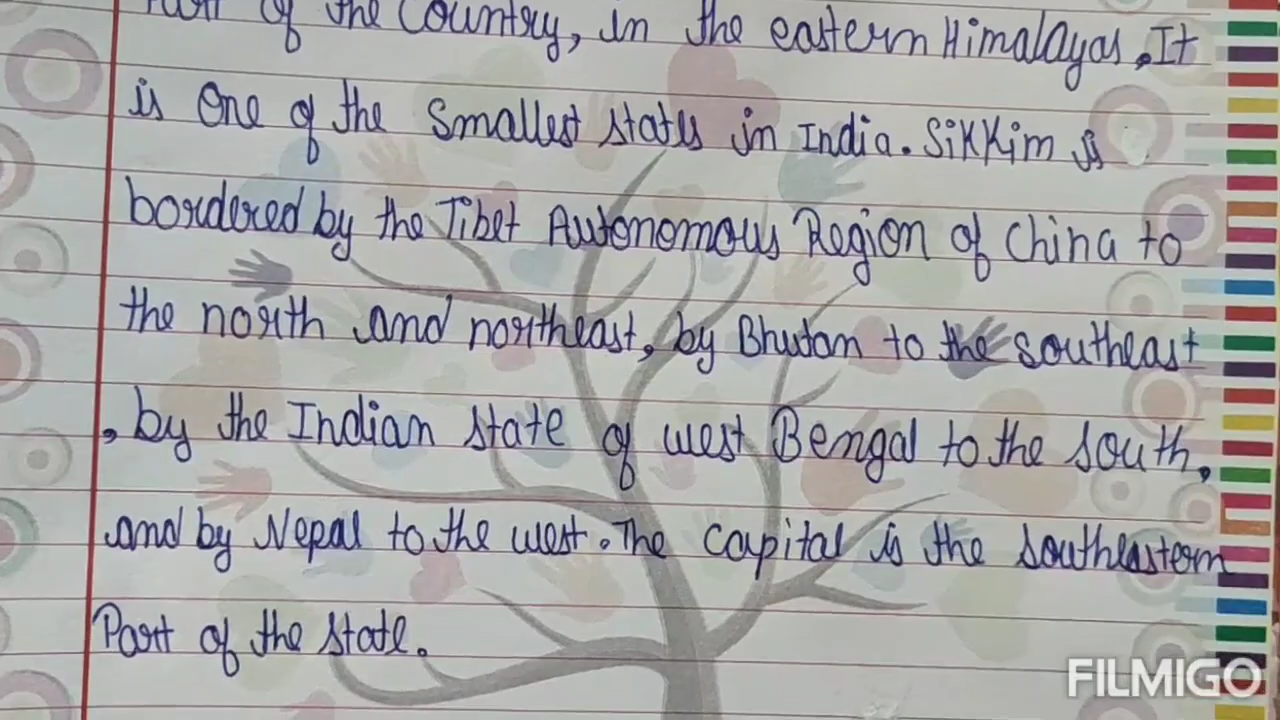 Part of the Country, in the eastern Himalayas. It
is One of the Smallest states in India. Sikkim is
bordered by the Tibet Autonomous Region of China to
the north and northeast, by Bhutan to the southeast
, by the Indian state of west Bengal to the south,
and by Nepal to the west. The capital is the southeastern
Part of the state.
FILMIGO